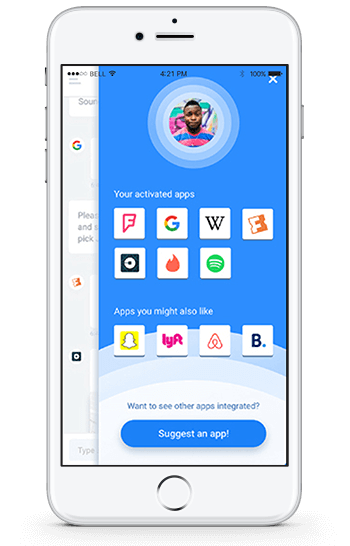 BELL 4:21 PM 100%
Sour
Your activated apps
W
Pleas
and s
pick ..
Apps you might also like
lyft
B.
Want to see other apps integrated?
Suggest an app!
Type